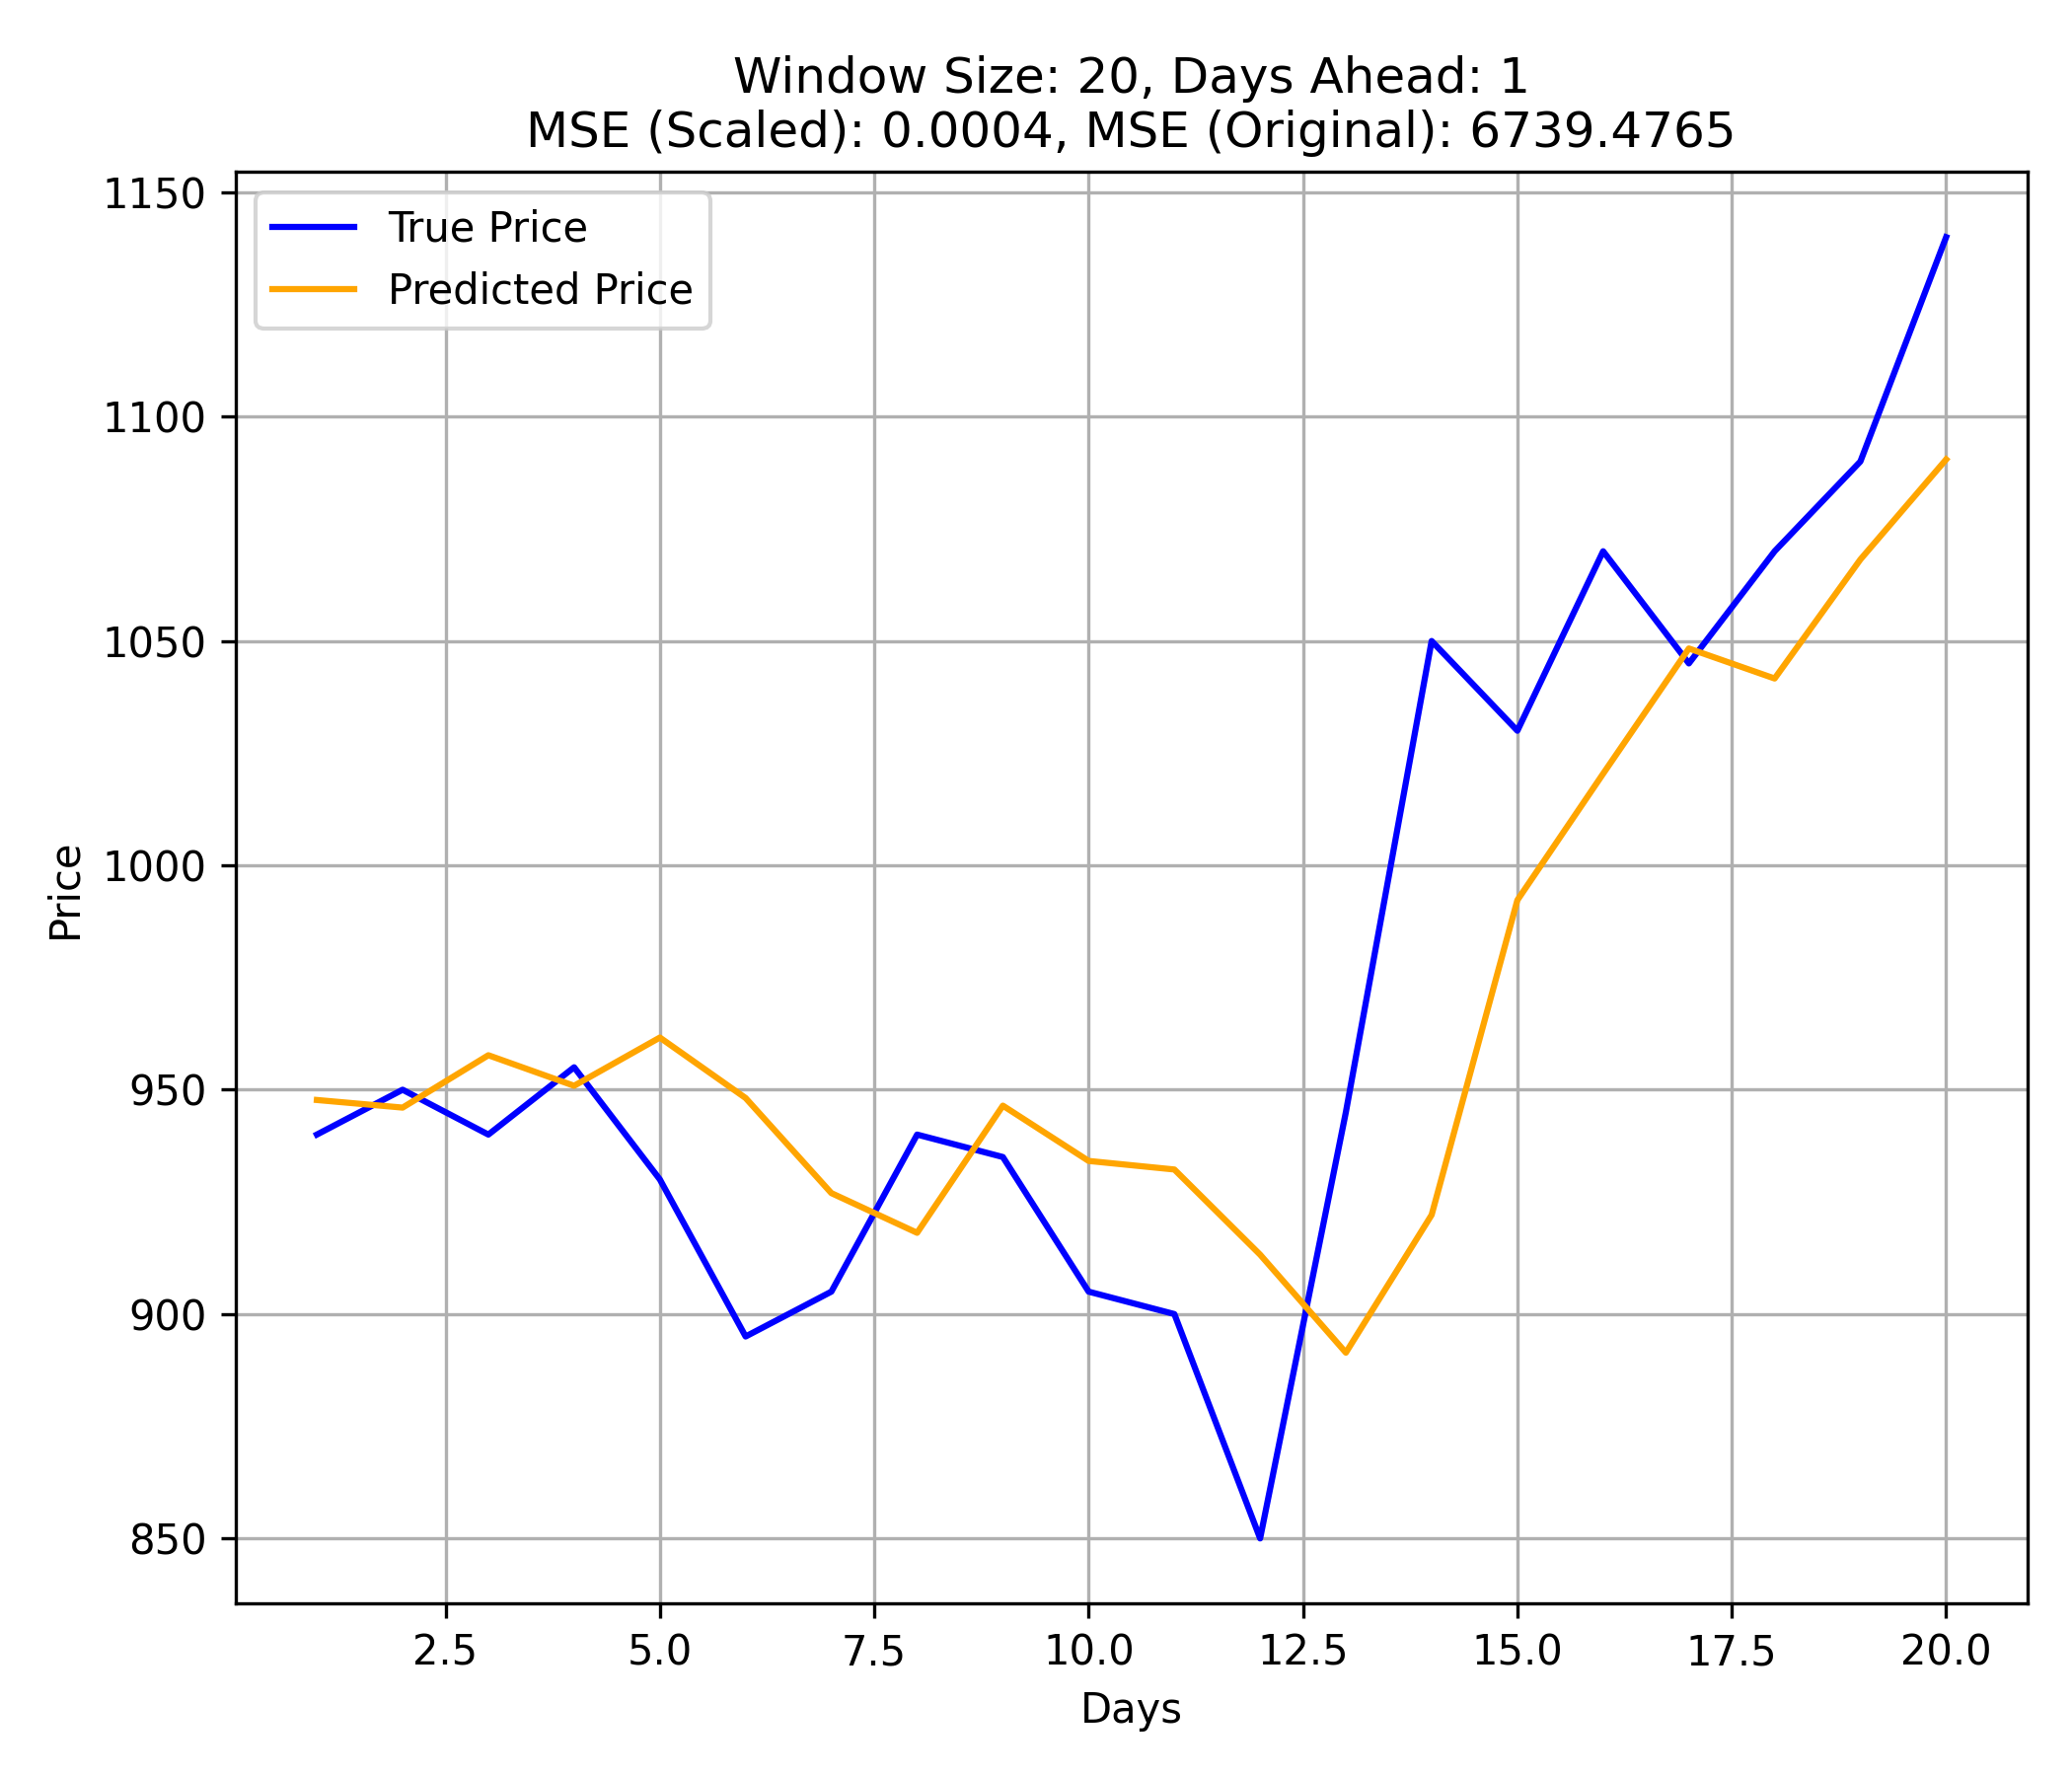 Window Size: 20, Days Ahead: 1
MSE (Scaled): 0.0004, MSE (Original): 6739.4765
True Price
Predicted Price
1150
1100
1050
1000
950
900
850
Price
2.5 5.0 7.5 10.0 12.5 15.0 17.5 20.0
Days